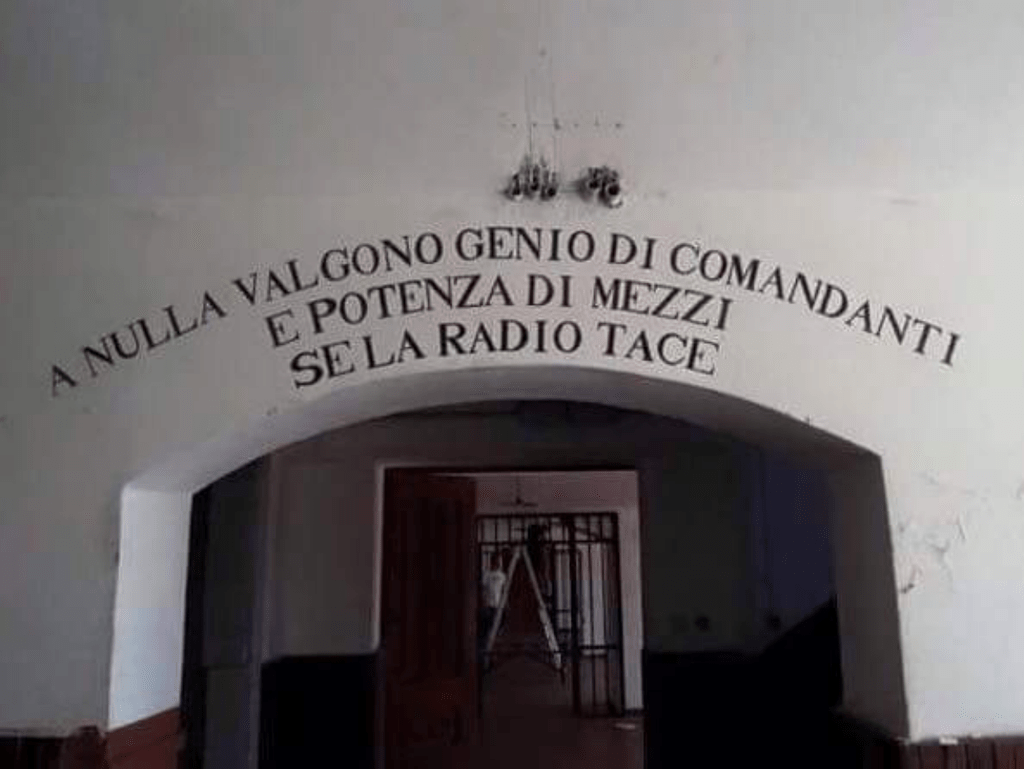 A NULLA VALGONO GENIO DI COMANDANTI
E POTENZA DI MEZZI
SE LA RADIO TACE